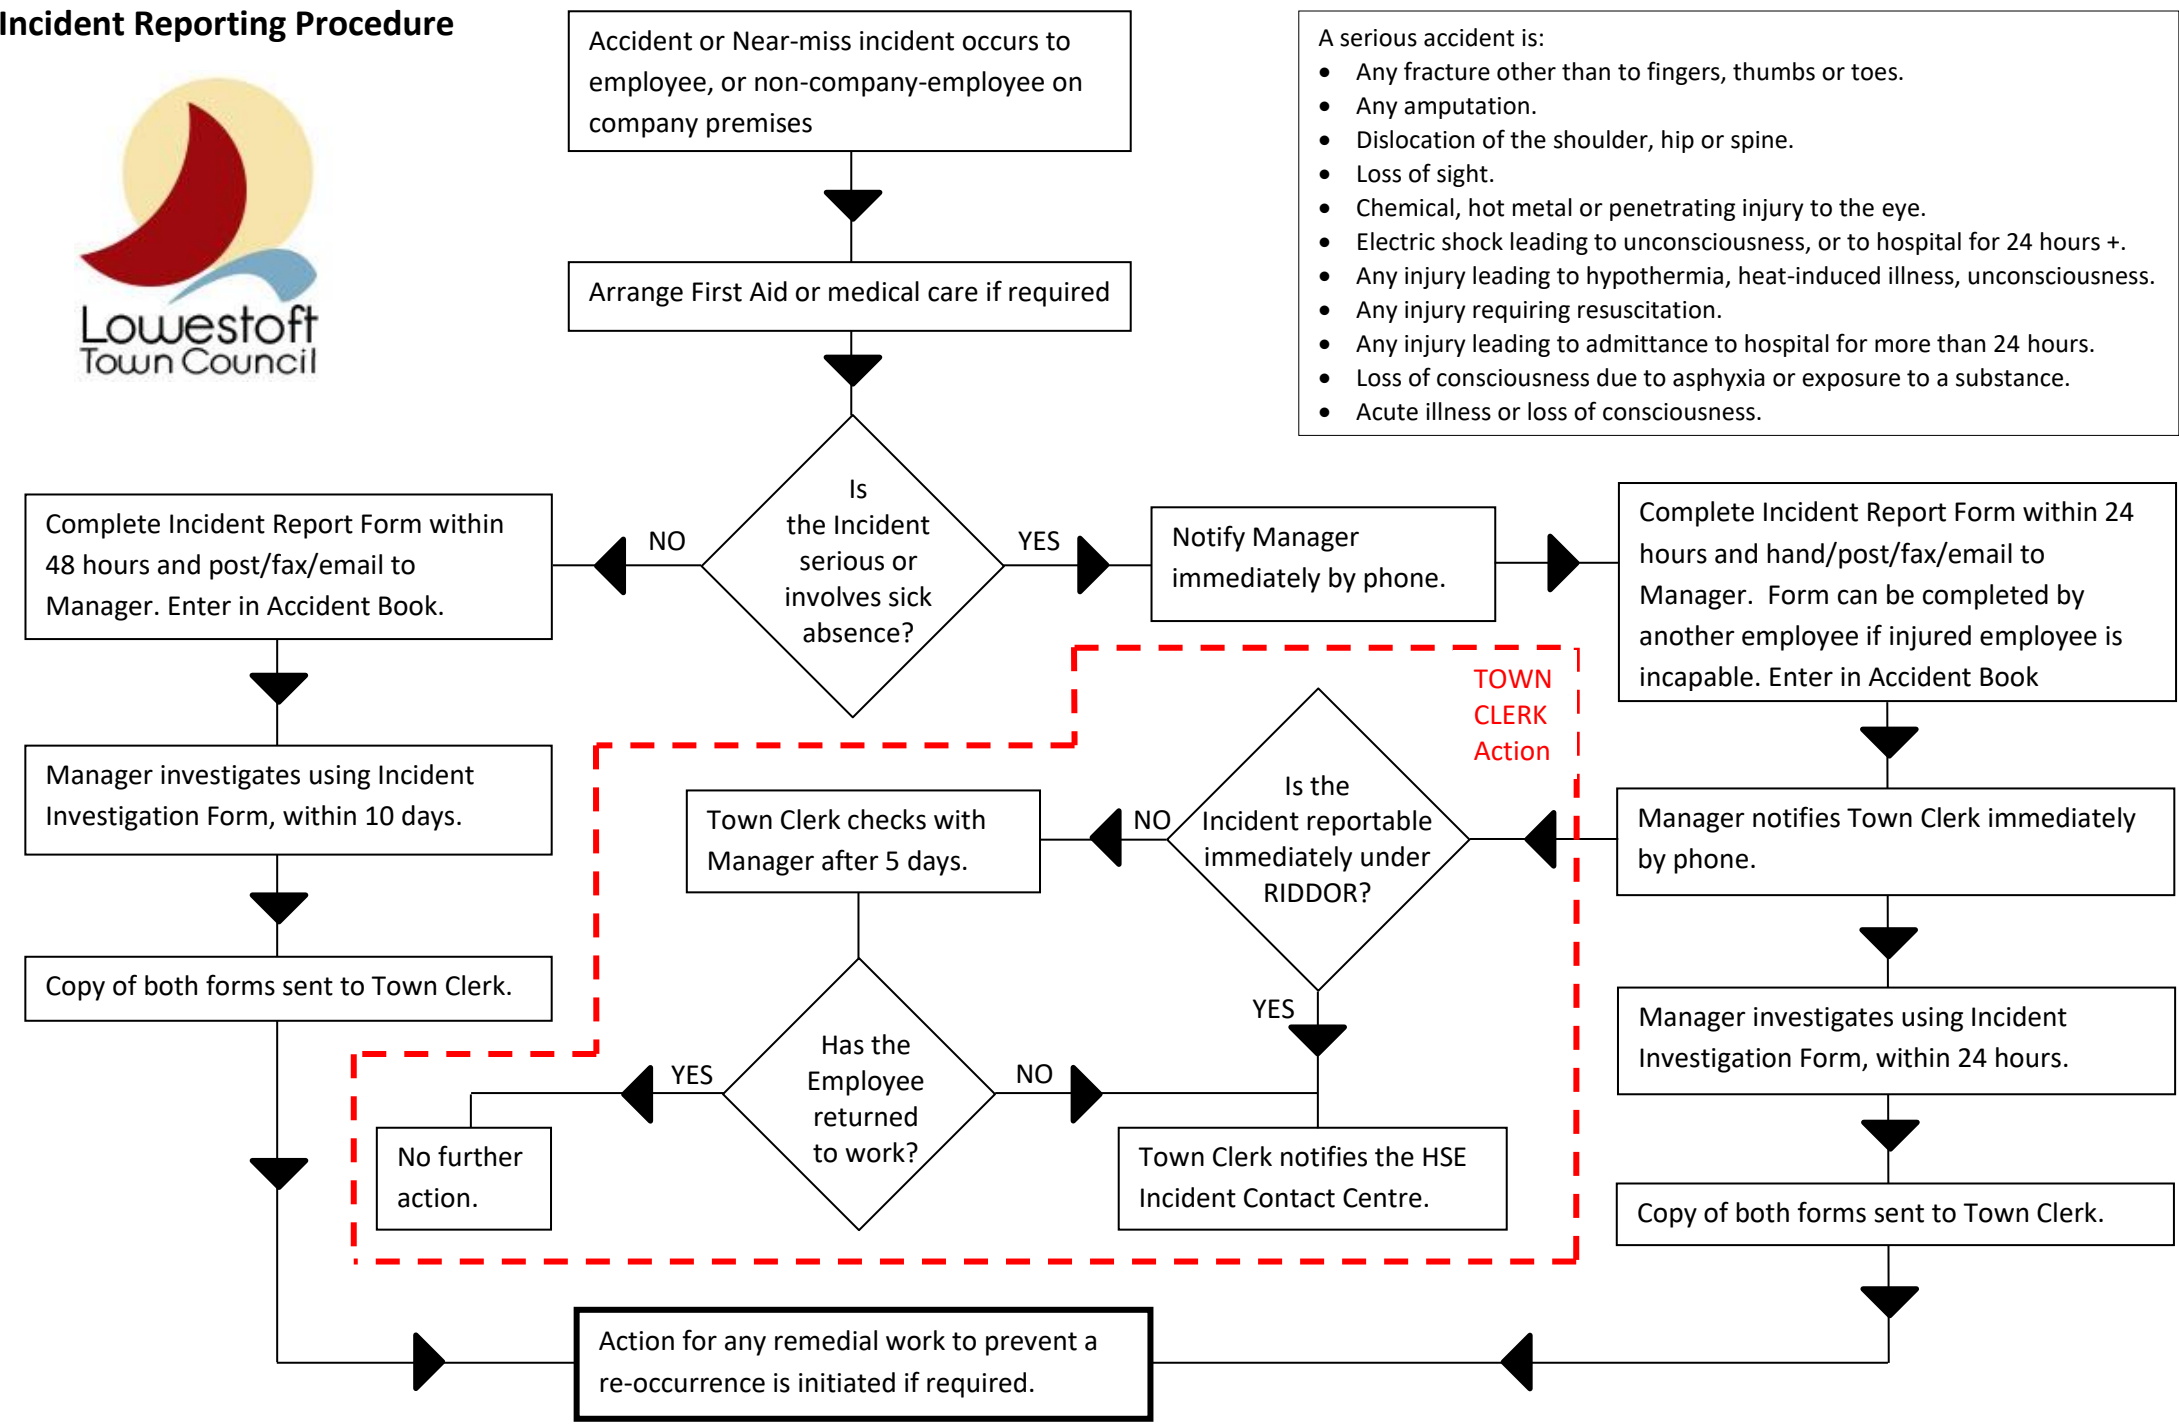 Incident Reporting Procedure
Lowestoft
Town Council
Accident or Near-miss incident occurs to
employee, or non-company-employee on
company premises
A serious accident is:
• Any fracture other than to fingers, thumbs or toes.
• Any amputation.
• Dislocation of the shoulder, hip or spine.
• Loss of sight.
• Chemical, hot metal or penetrating injury to the eye.
• Electric shock leading to unconsciousness, or to hospital for 24 hours +.
• Any injury leading to hypothermia, heat-induced illness, unconsciousness.
• Any injury requiring resuscitation.
• Any injury leading to admittance to hospital for more than 24 hours.
• Loss of consciousness due to asphyxia or exposure to a substance.
• Acute illness or loss of consciousness.
Arrange First Aid or medical care if required
Is
the Incident
serious or
involves sick
absence?
NO
YES
Complete Incident Report Form within
48 hours and post/fax/email to
Manager. Enter in Accident Book.
Notify Manager
immediately by phone.
Complete Incident Report Form within 24
hours and hand/post/fax/email to
Manager.  Form can be completed by
another employee if injured employee is
incapable. Enter in Accident Book
Manager investigates using Incident
Investigation Form, within 10 days.
TOWN
CLERK
Action
Manager notifies Town Clerk immediately
by phone.
Is the
Incident reportable
immediately under
RIDDOR?
NO
YES
Town Clerk checks with
Manager after 5 days.
Copy of both forms sent to Town Clerk.
Manager investigates using Incident
Investigation Form, within 24 hours.
Has the
Employee
returned
to work?
YES
NO
No further
action.
Town Clerk notifies the HSE
Incident Contact Centre.
Copy of both forms sent to Town Clerk.
Action for any remedial work to prevent a
re-occurrence is initiated if required.